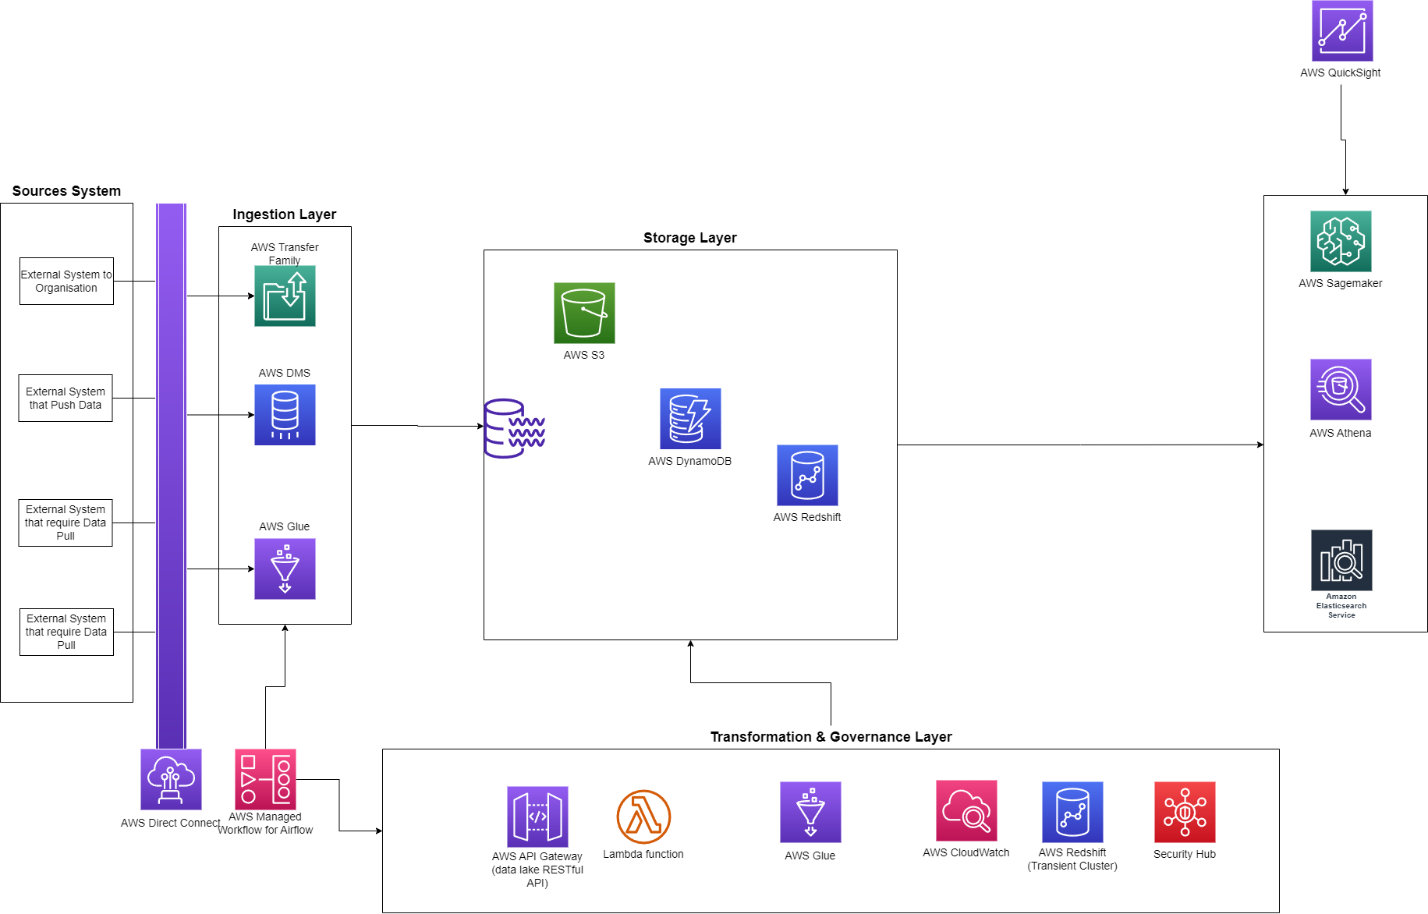 AWS QuickSight
Sources System
External System to
Organisation
External System
that Push Data
External System
that require Data
Pull
External System
that require Data
Pull
AWS Direct Connect
Ingestion Layer
AWS Transfer
Family
AWS DMS
AWS Glue
AWS Managed
Workflow for Airflow
Storage Layer
AWS S3
AWS DynamoDB
AWS Redshift
AWS Sagemaker
AWS Athena
Amazon
Elasticsearch
Service
Transformation & Governance Layer
AWS API Gateway
(data lake RESTful
API)
Lambda function
AWS Glue
AWS CloudWatch
AWS Redshift
(Transient Cluster)
Security Hub